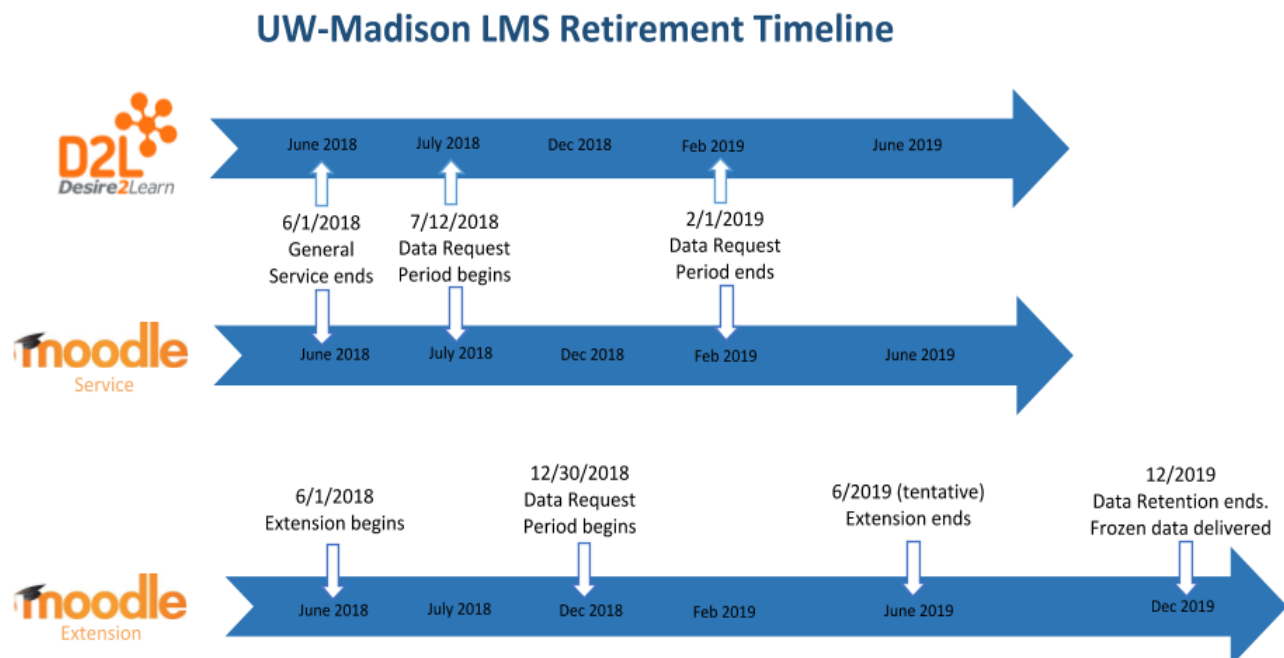 UW-Madison LMS Retirement Timeline
D2L
Desire2Learn
June 2018 July 2018 Dec 2018 Feb 2019 June 2019
6/1/2018
General
Service ends
7/12/2018
Data Request
Period begins
2/1/2019
Data Request
Period ends
moodle
Service
June 2018 July 2018 Dec 2018 Feb 2019 June 2019
6/1/2018
Extension begins
12/30/2018
Data Request
Period begins
6/2019 (tentative)
Extension ends
12/2019
Data Retention ends.
Frozen data delivered
moodle
Extension
June 2018 July 2018 Dec 2018 Feb 2019 June 2019 Dec 2019